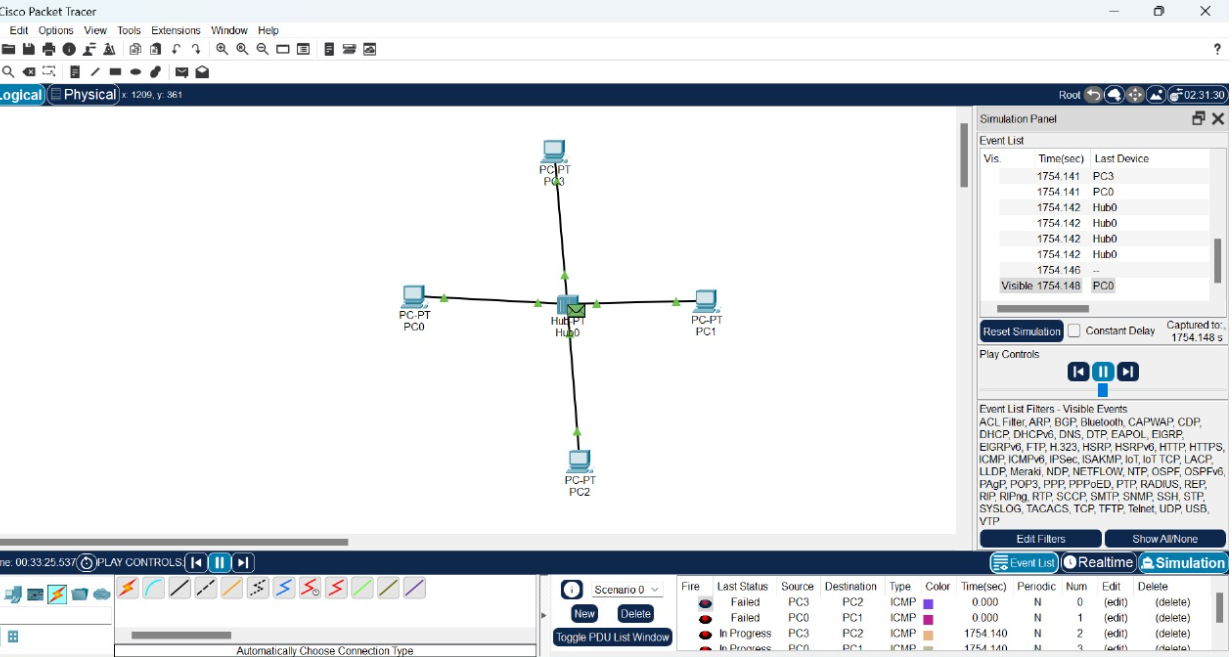 Cisco Packet Tracer
Edit Options View Tools Extensions Window Help
?
Logical Physical x: 1209, y: 361
Root 02:31:30
PC-PT
PC3
PC-PT
PC0
Hub-PT
Hub0
PC-PT
PC1
PC-PT
PC2
Simulation Panel
Event List
Vis. Time(sec) Last Device
1754.141 PC3
1754.141 PC0
1754.142 Hub0
1754.142 Hub0
1754.142 Hub0
1754.142 Hub0
1754.146 --
Visible 1754.148 PC0
Reset Simulation Constant Delay Captured to:
1754.148 s
Play Controls
Event List Filters - Visible Events
ACL Filter, ARP, BGP, Bluetooth, CAPWAP, CDP,
DHCP, DHCPv6, DNS, DTP, EAPOL, EIGRP,
EIGRPv6, FTP, H.323, HSRP, HSRPv6, HTTP, HTTPS,
ICMP, ICMPv6, IPSec, ISAKMP, IoT, IoT TCP, LACP,
LLDP, Meraki, NDP, NETFLOW, NTP, OSPF, OSPFv6,
PAgP, POP3, PPP, PPPoED, PTP, RADIUS, REP,
RIP, RIPng, RTP, SCCP, SMTP, SNMP, SSH, STP,
SYSLOG, TACACS, TCP, TFTP, Telnet, UDP, USB,
VTP
Edit Filters Show All/None
me: 00:33:25.537 PLAY CONTROLS:
Event List Realtime Simulation
Automatically Choose Connection Type
Scenario 0
New Delete
Toggle PDU List Window
Fire Last Status Source Destination Type Color Time(sec) Periodic Num Edit Delete
Failed PC3 PC2 ICMP 0.000 N 0 (edit) (delete)
Failed PC0 PC1 ICMP 0.000 N 1 (edit) (delete)
In Progress PC3 PC2 ICMP 1754.140 N 2 (edit) (delete)
In Progress PC0 PC1 ICMP 1754.140 N 3 (edit) (delete)